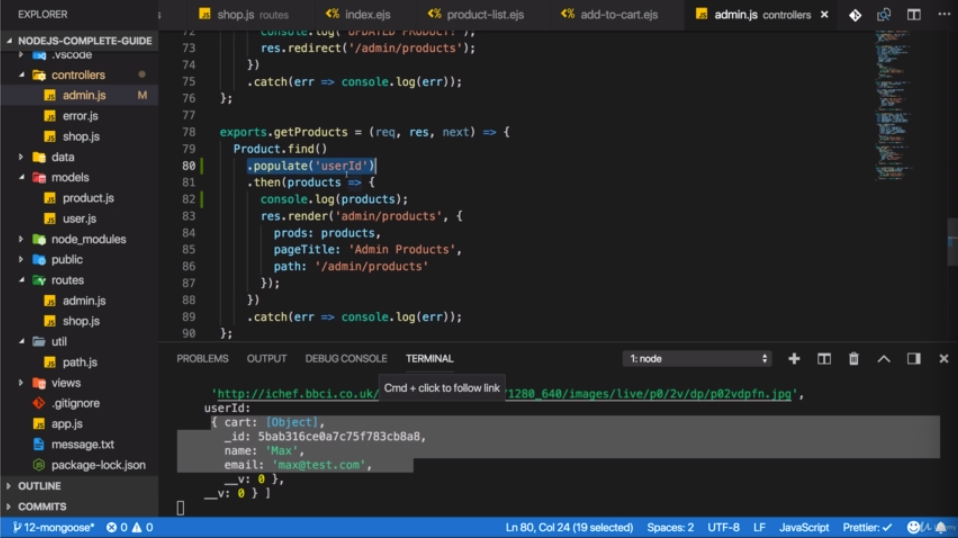 EXPLORER
shop.js routes
index.ejs
product-list.ejs
add-to-cart.ejs
admin.js controllers
NODEJS-COMPLETE-GUIDE
.vscode
controllers
admin.js M
error.js
shop.js
data
models
product.js
user.js
node_modules
public
routes
admin.js
shop.js
util
path.js
views
.gitignore
app.js
message.txt
package-lock.json
OUTLINE
COMMITS
72 console.log('UPDATED PRODUCT!');
73 res.redirect('/admin/products');
74 })
75 .catch(err => console.log(err));
76 };
77
78 exports.getProducts = (req, res, next) => {
79 Product.find()
80 .populate('userId')
81 .then(products => {
82 console.log(products);
83 res.render('admin/products', {
84 prods: products,
85 pageTitle: 'Admin Products',
86 path: '/admin/products'
87 });
88 })
89 .catch(err => console.log(err));
90 };
PROBLEMS OUTPUT DEBUG CONSOLE TERMINAL 1: node
Cmd + click to follow link
'http://ichef.bbci.co.uk/ /1280_640/images/live/p0/2v/dp/p02vdpfn.jpg',
userId:
{ cart: [Object],
_id: 5bab316ce0a7c75f783cb8a8,
name: 'Max',
email: 'max@test.com',
__v: 0 },
__v: 0 } ]
12-mongoose* 0 0 Ln 80, Col 24 (19 selected) Spaces: 2 UTF-8 LF JavaScript Prettier: ✓